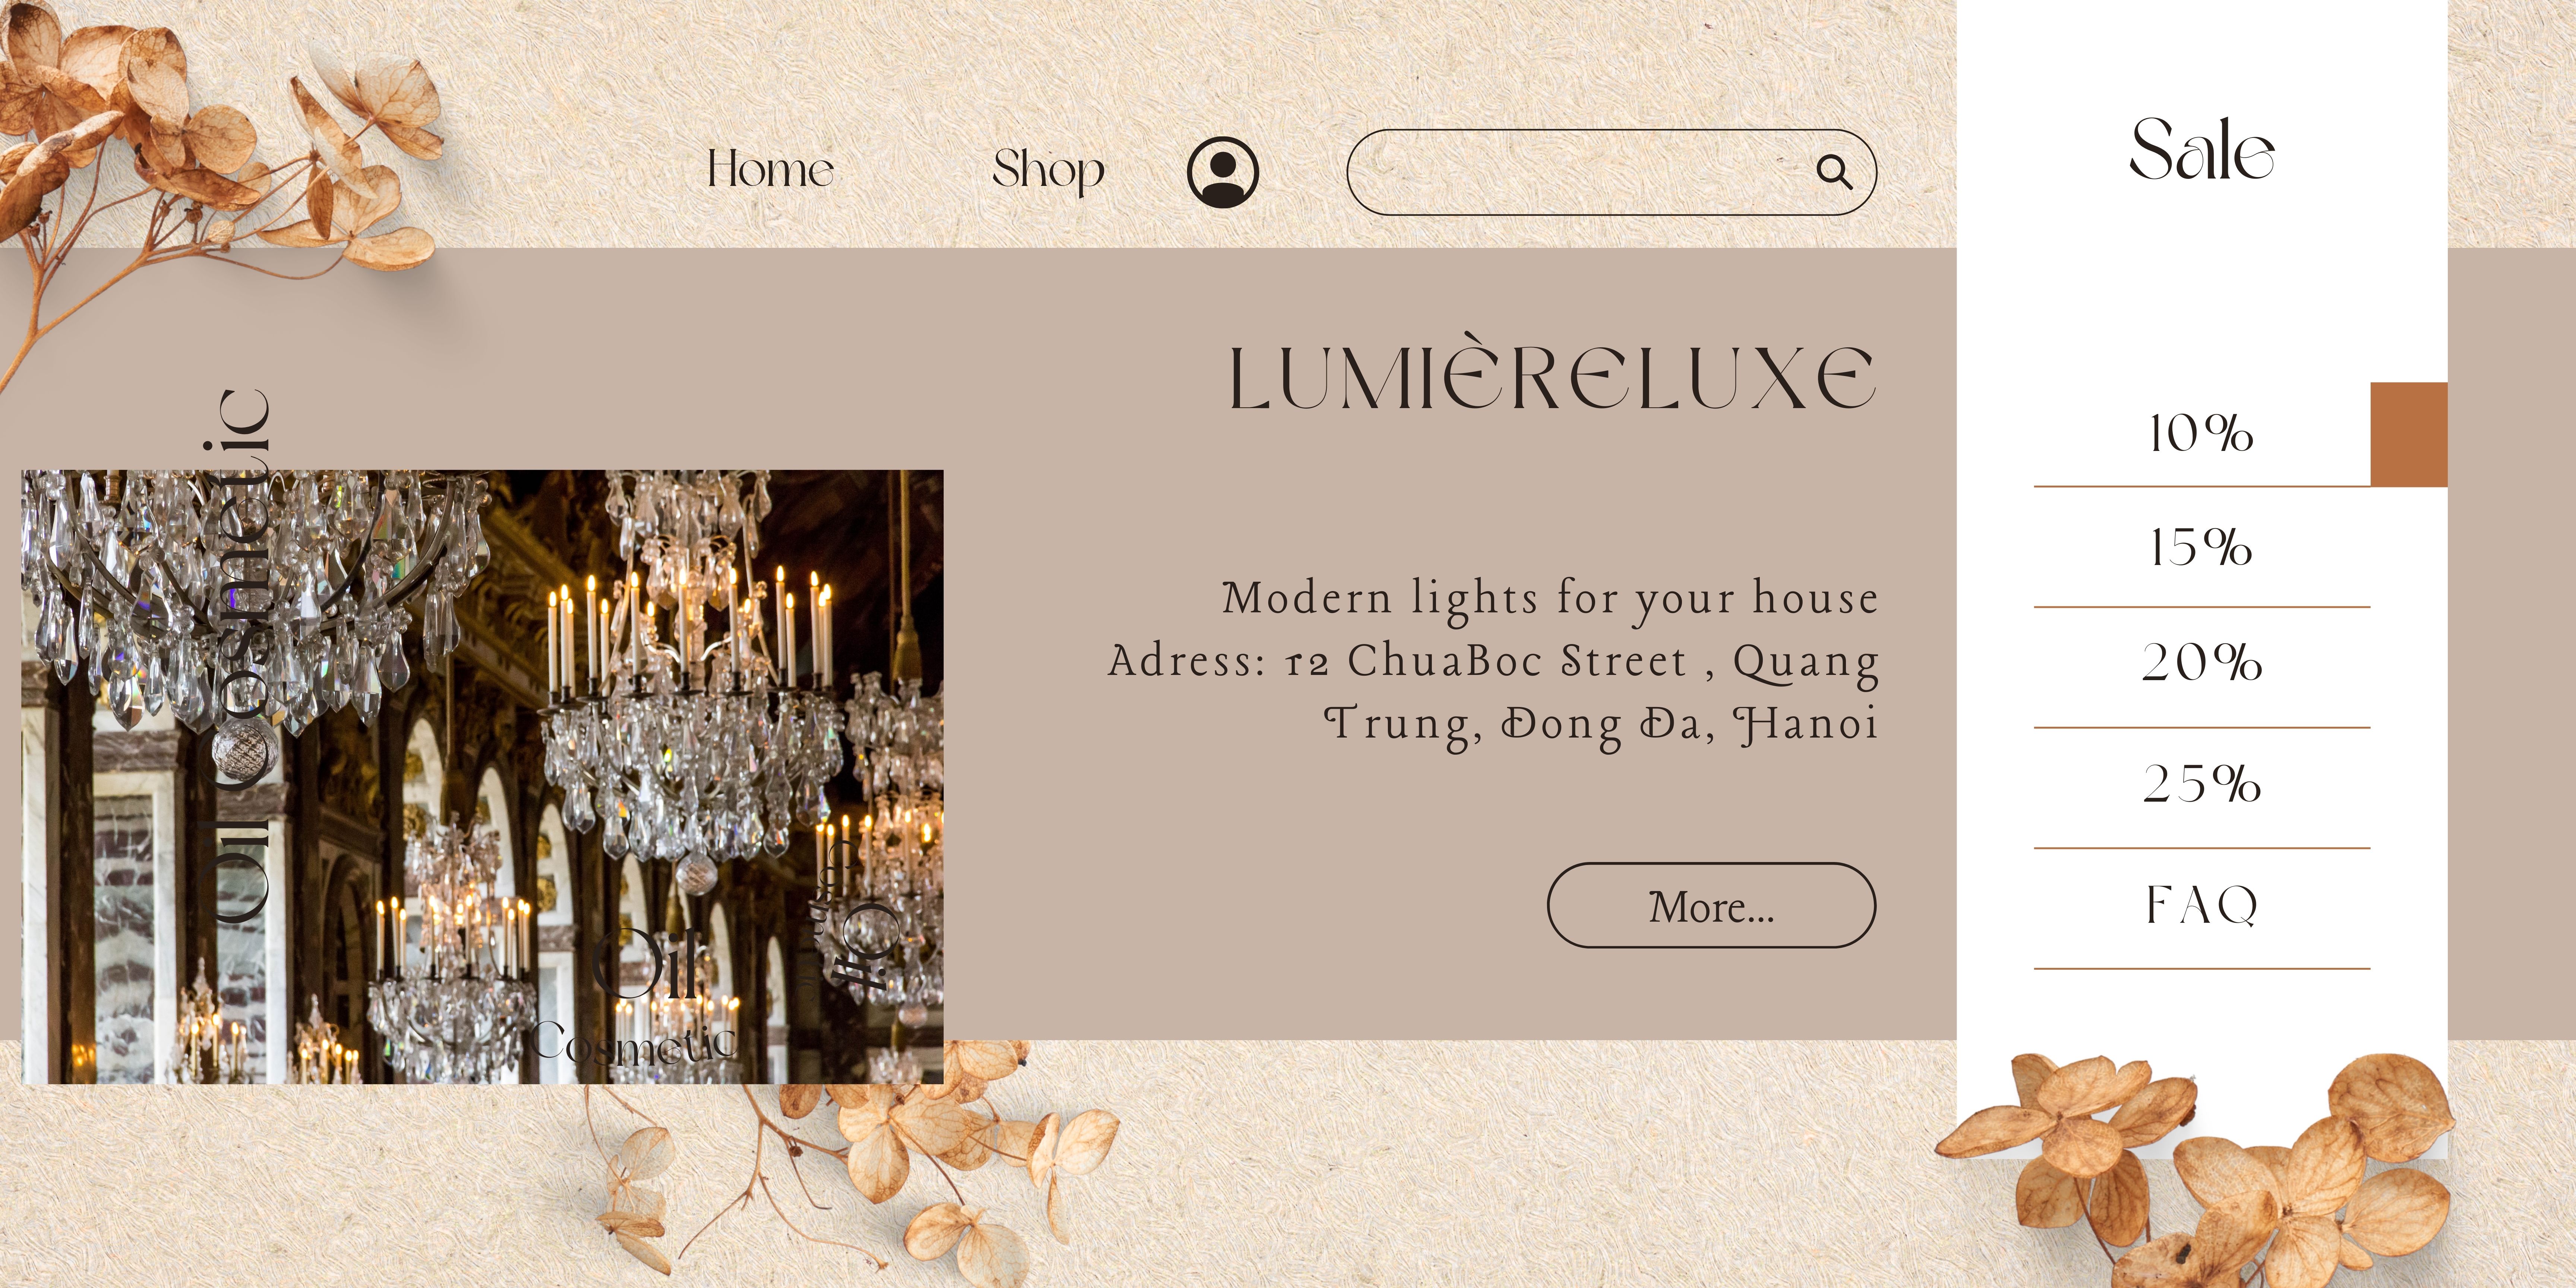 Home
Shop
Sale
LUMIÈRELUXE
Modern lights for your house
Adress: 12 ChuaBoc Street , Quang
Trung, Đong Đa, Hanoi
More...
10%
15%
20%
25%
FAQ
Oil Cosmetic
Oil
Cosmetic
Oil
Cosmetic